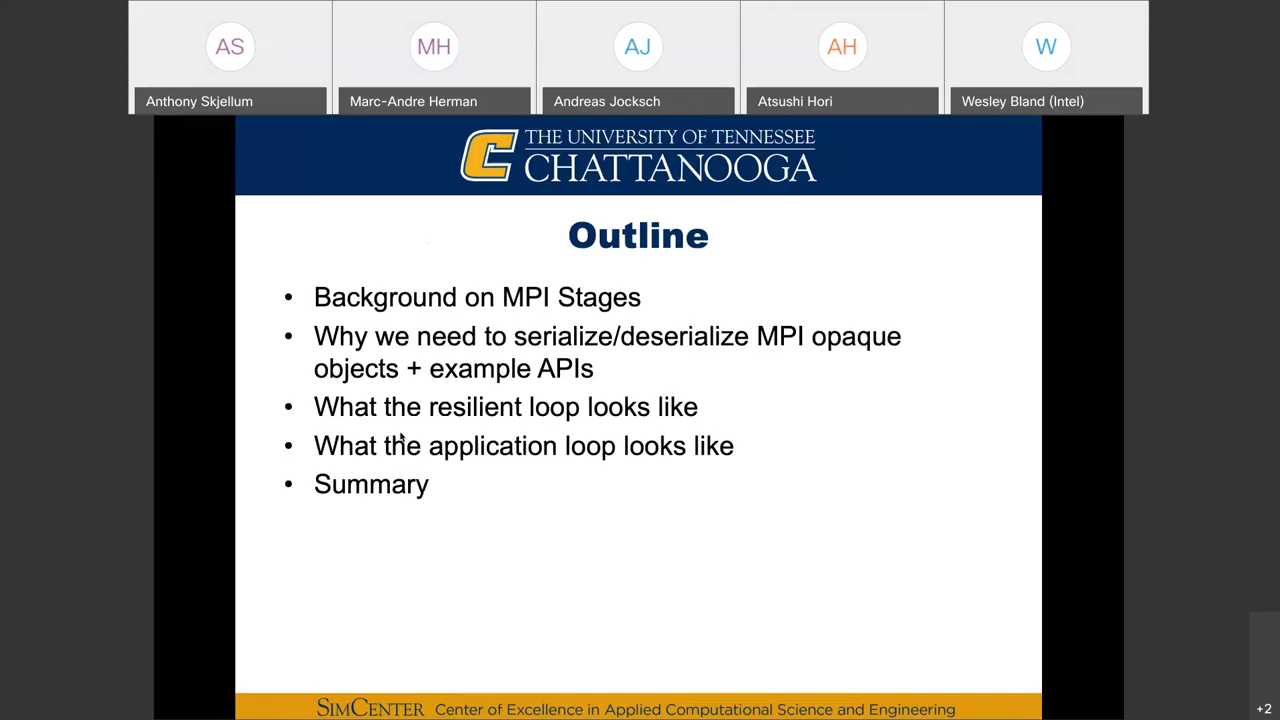 AS
MH
AJ
AH
W
Anthony Skjellum
Marc-Andre Herman
Andreas Jocksch
Atsushi Hori
Wesley Bland (Intel)
C
THE UNIVERSITY OF TENNESSEE
CHATTANOOGA
Outline
• Background on MPI Stages
• Why we need to serialize/deserialize MPI opaque
objects + example APIs
• What the resilient loop looks like
• What the application loop looks like
• Summary
SIMCENTER Center of Excellence in Applied Computational Science and Engineering
+2